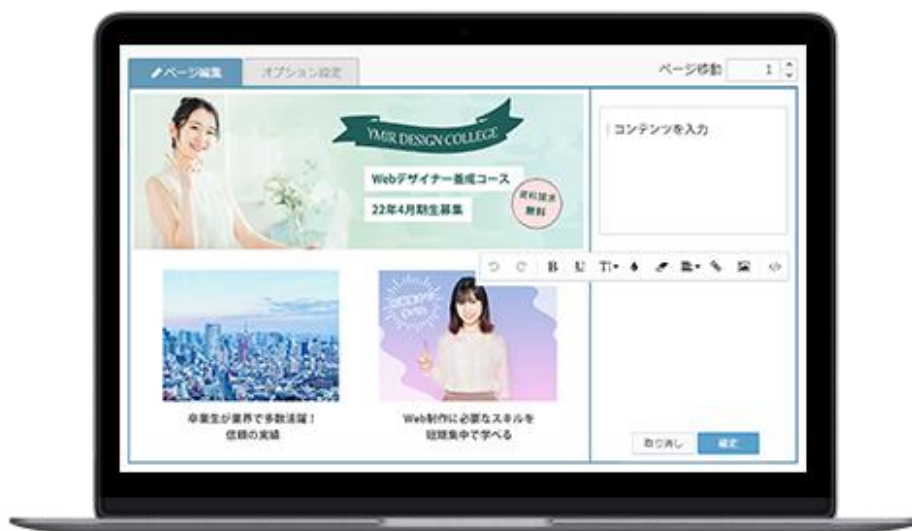 ページ編集
オプション設定
ページ移動 1
YMIR DESIGN COLLEGE
Webデザイナー養成コース
22年4月期生募集
資料請求
無料
コンテンツを入力
B U T
卒業生が業界で多数活躍！
信頼の実績
Web制作に必要なスキルを
短期集中で学べる
取り消し
確定